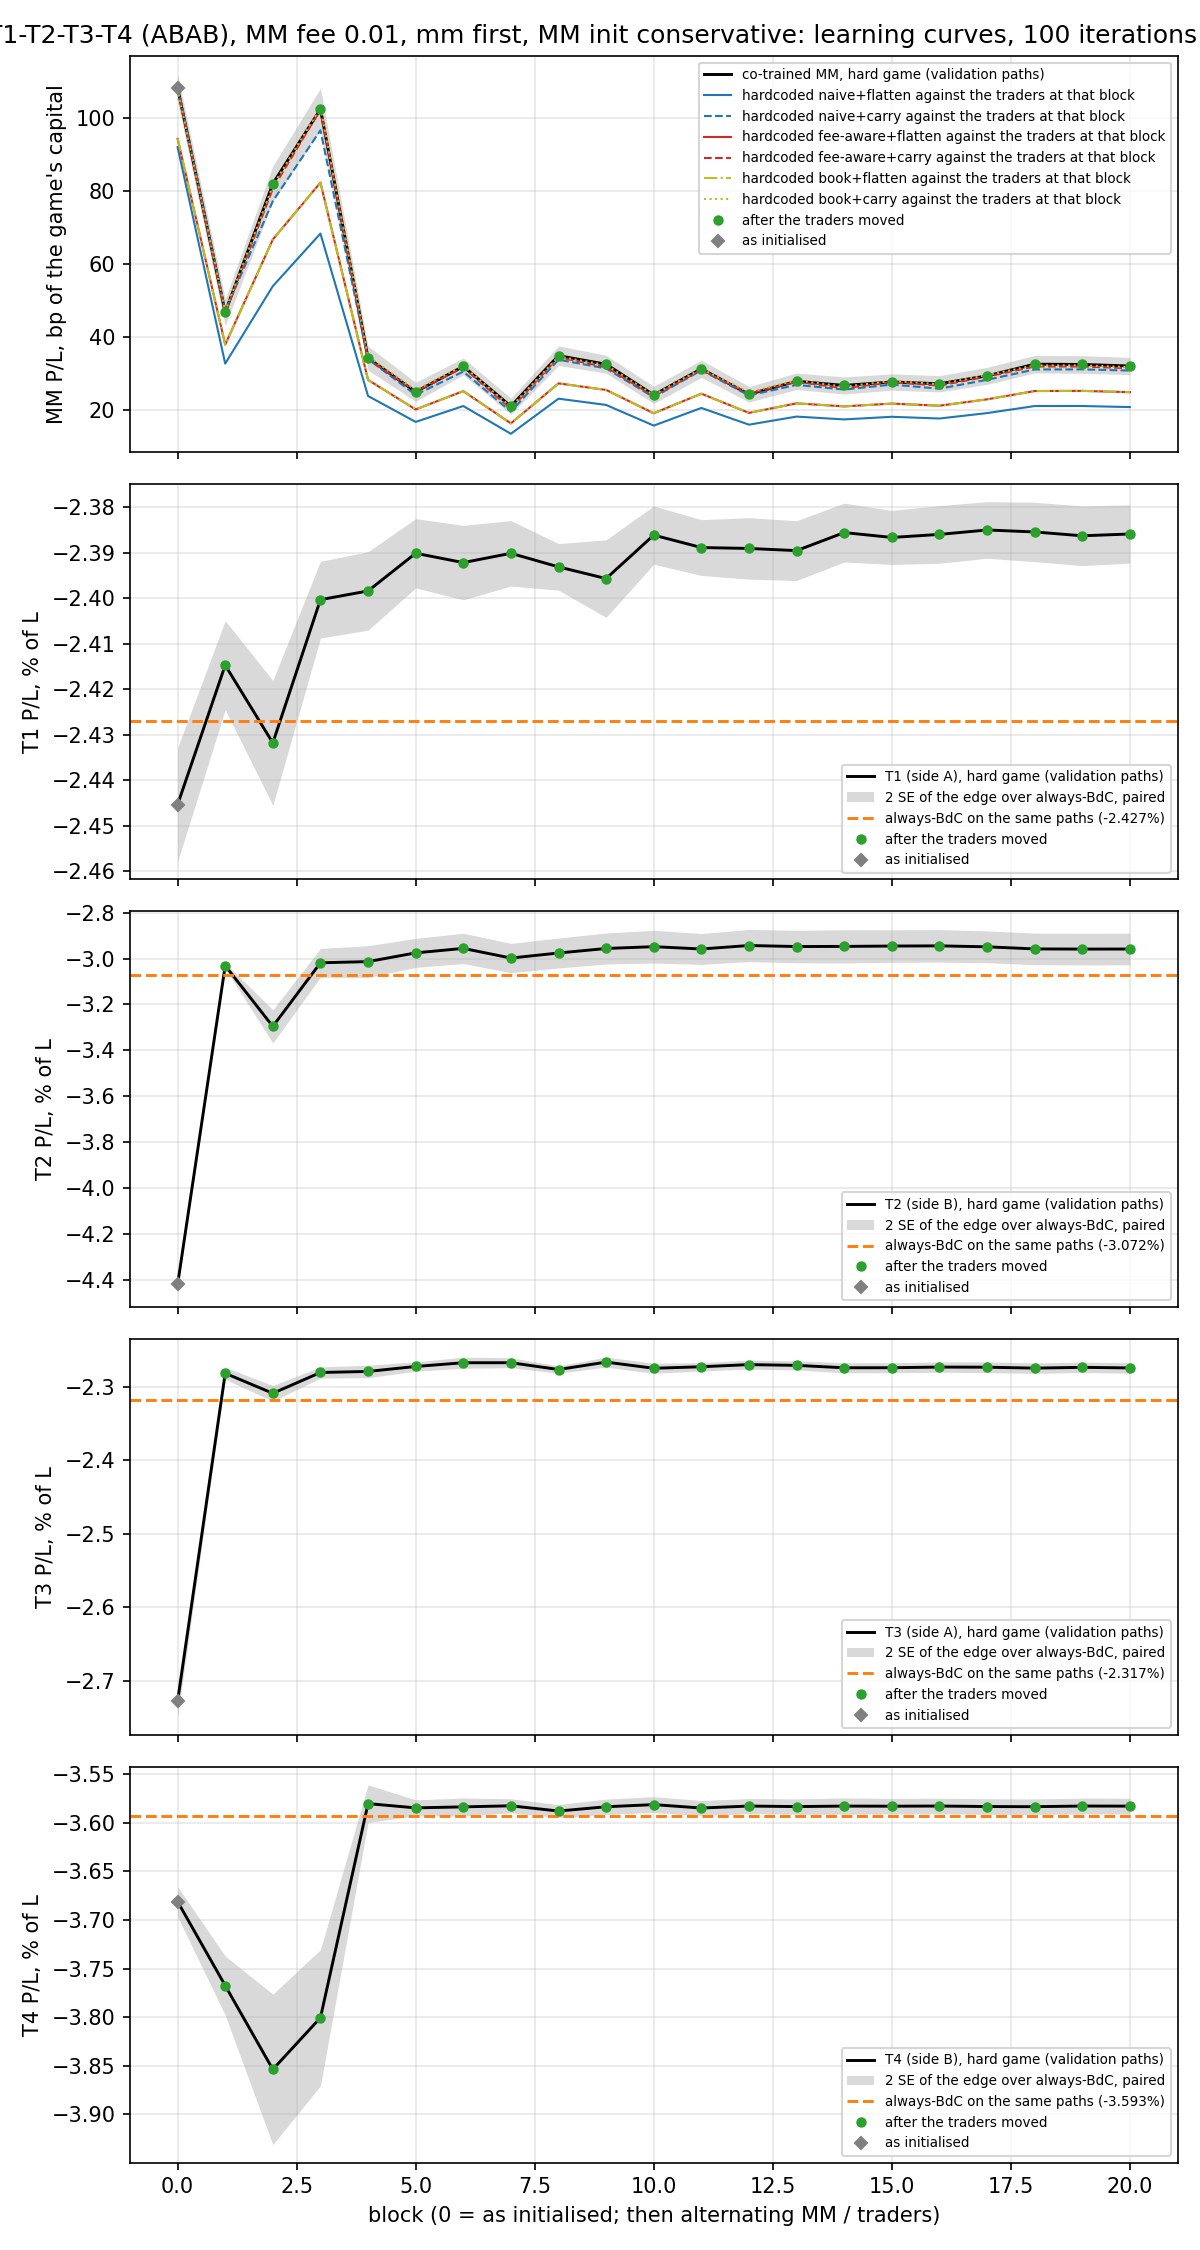 1-T2-T3-T4 (ABAB), MM fee 0.01, mm first, MM init conservative: learning curves, 100 iterations
MM P/L, bp of the game's capital
100
80
60
40
20
co-trained MM, hard game (validation paths)
hardcoded naive+flatten against the traders at that block
hardcoded naive+carry against the traders at that block
hardcoded fee-aware+flatten against the traders at that block
hardcoded fee-aware+carry against the traders at that block
hardcoded book+flatten against the traders at that block
hardcoded book+carry against the traders at that block
after the traders moved
as initialised
T1 P/L, % of L
−2.38
−2.39
−2.40
−2.41
−2.42
−2.43
−2.44
−2.45
−2.46
T1 (side A), hard game (validation paths)
2 SE of the edge over always-BdC, paired
always-BdC on the same paths (-2.427%)
after the traders moved
as initialised
T2 P/L, % of L
−2.8
−3.0
−3.2
−3.4
−3.6
−3.8
−4.0
−4.2
−4.4
T2 (side B), hard game (validation paths)
2 SE of the edge over always-BdC, paired
always-BdC on the same paths (-3.072%)
after the traders moved
as initialised
T3 P/L, % of L
−2.3
−2.4
−2.5
−2.6
−2.7
T3 (side A), hard game (validation paths)
2 SE of the edge over always-BdC, paired
always-BdC on the same paths (-2.317%)
after the traders moved
as initialised
T4 P/L, % of L
−3.55
−3.60
−3.65
−3.70
−3.75
−3.80
−3.85
−3.90
T4 (side B), hard game (validation paths)
2 SE of the edge over always-BdC, paired
always-BdC on the same paths (-3.593%)
after the traders moved
as initialised
0.0 2.5 5.0 7.5 10.0 12.5 15.0 17.5 20.0
block (0 = as initialised; then alternating MM / traders)